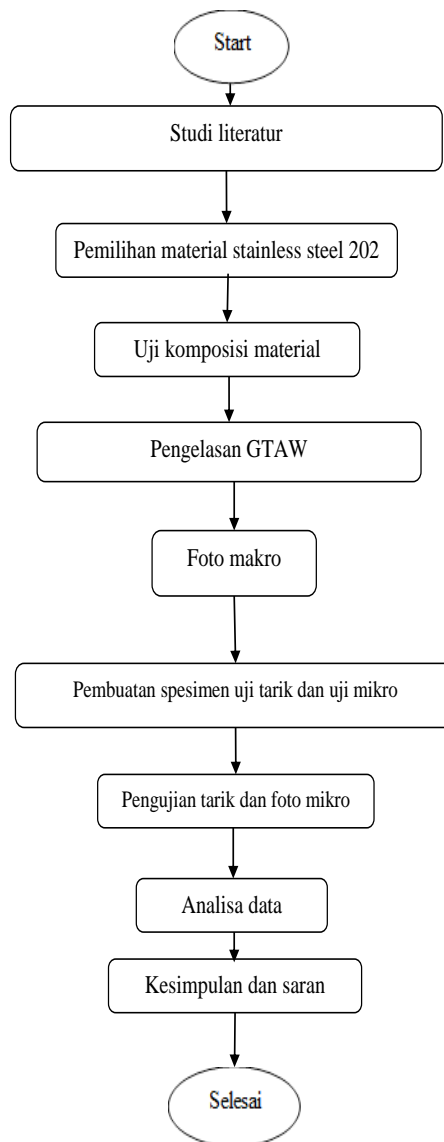 Start
Studi literatur
Pemilihan material stainless steel 202
Uji komposisi material
Pengelasan GTAW
Foto makro
Pembuatan spesimen uji tarik dan uji mikro
Pengujian tarik dan foto mikro
Analisa data
Kesimpulan dan saran
Selesai